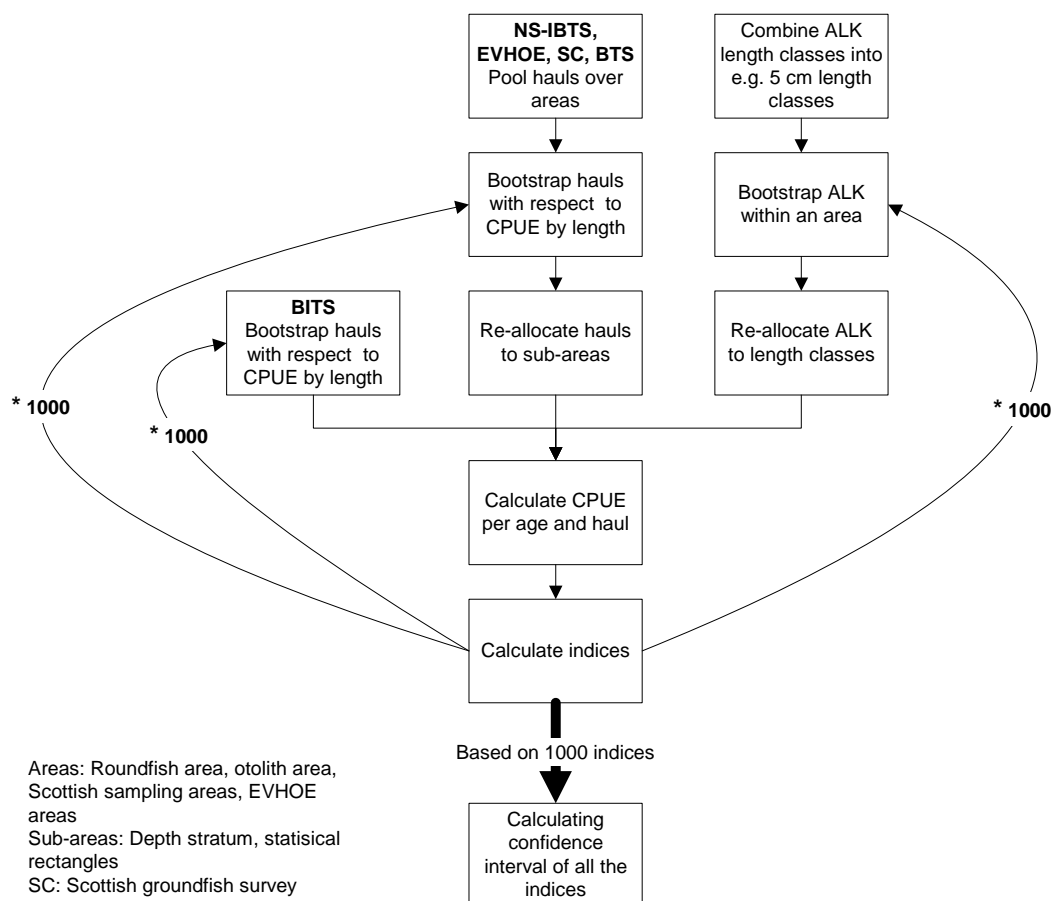 NS-IBTS,
EVHOE, SC, BTS
Pool hauls over
areas
Combine ALK
length classes into
e.g. 5 cm length
classes
Bootstrap hauls
with respect to
CPUE by length
Bootstrap ALK
within an area
BITS
Bootstrap hauls
with respect to
CPUE by length
Re-allocate hauls
to sub-areas
Re-allocate ALK
to length classes
* 1000
* 1000
* 1000
Calculate CPUE
per age and haul
Calculate indices
Based on 1000 indices
Calculating
confidence
interval of all the
indices
Areas: Roundfish area, otolith area,
Scottish sampling areas, EVHOE
areas
Sub-areas: Depth stratum, statisical
rectangles
SC: Scottish groundfish survey